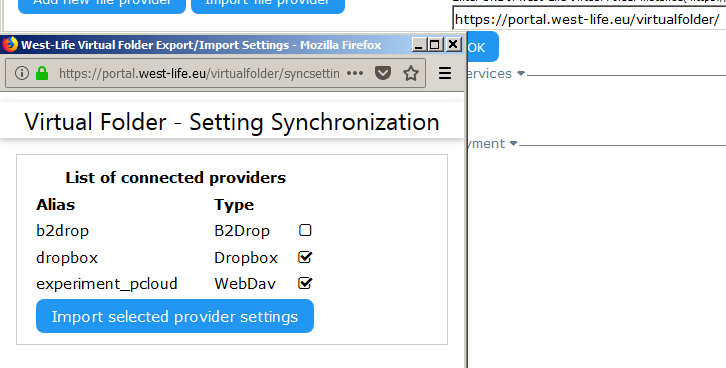 Add new file provider Import file provider
https://portal.west-life.eu/virtualfolder/
West-Life Virtual Folder Export/Import Settings - Mozilla Firefox
OK
https://portal.west-life.eu/virtualfolder/syncsettin
ervices
Virtual Folder - Setting Synchronization
yment
List of connected providers
Alias Type
b2drop B2Drop
dropbox Dropbox
experiment_pcloud WebDav
Import selected provider settings